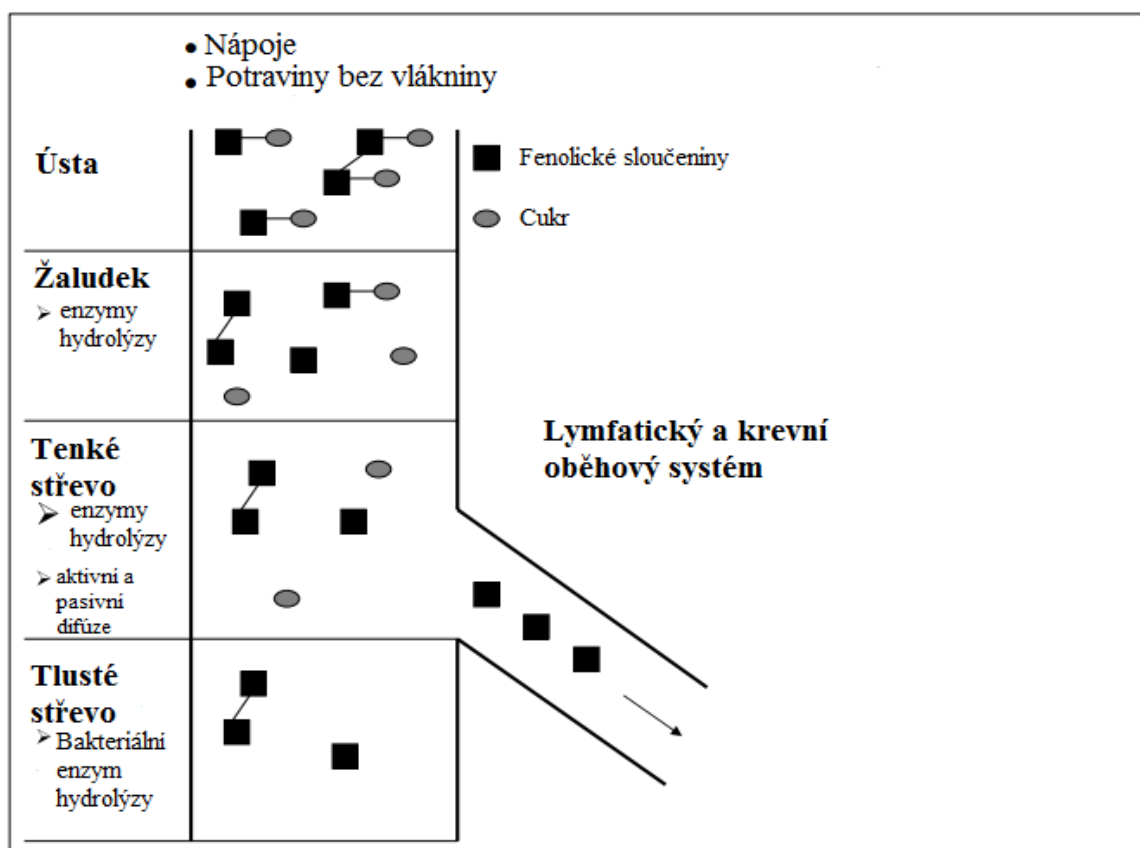 • Nápoje
• Potraviny bez vlákniny
Ústa
Fenolické sloučeniny
Cukr
Žaludek
➢ enzymy
hydrolýzy
Tenké
střevo
➢ enzymy
hydrolýzy
➢ aktivní a
pasivní
difúze
Lymfatický a krevní
oběhový systém
Tlusté
střevo
➢ Bakteriální
enzym
hydrolýzy